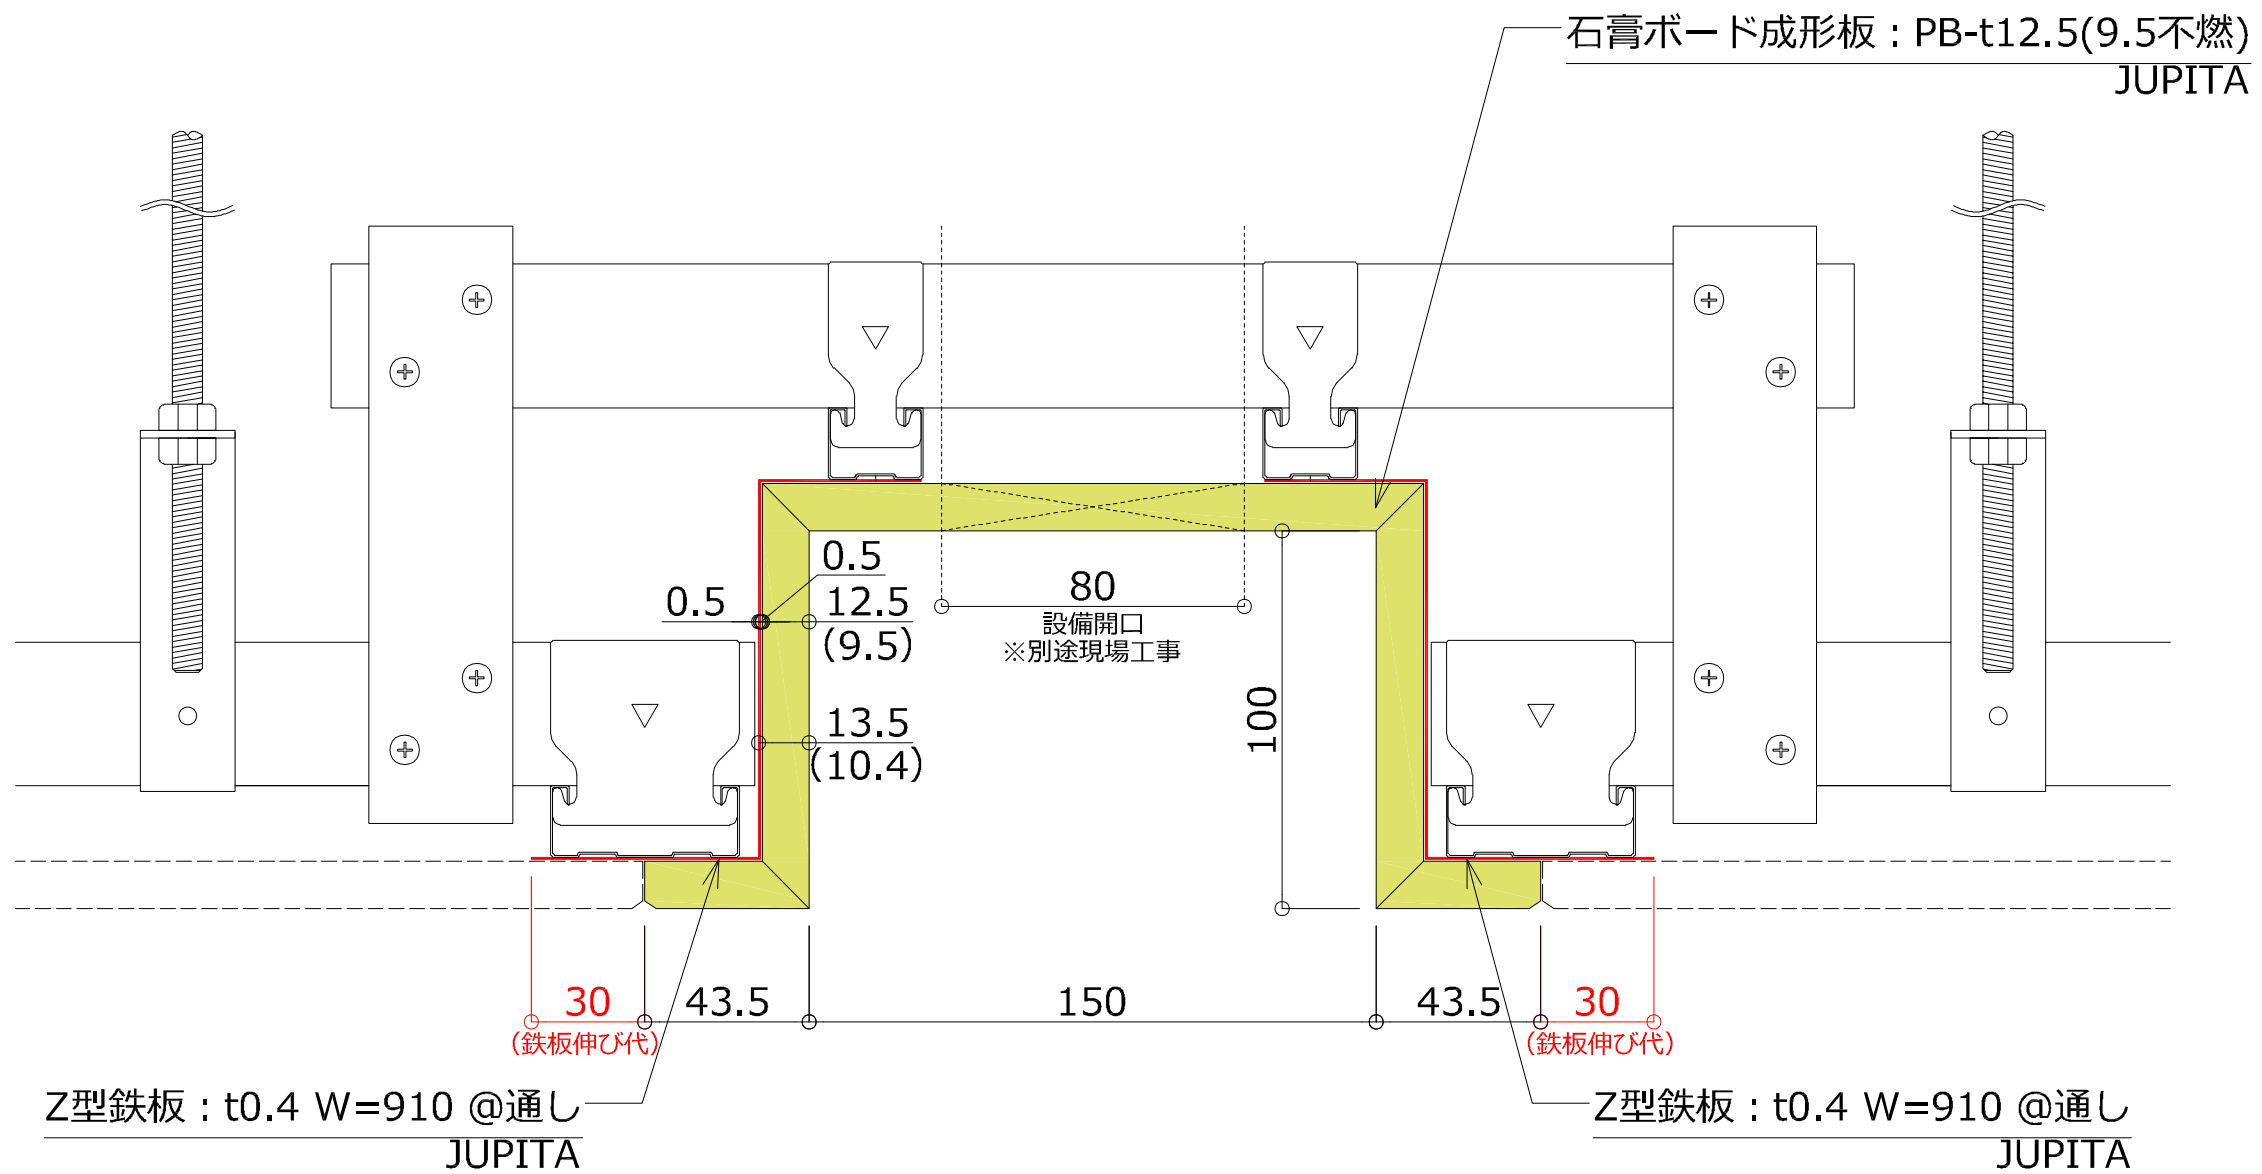 石膏ボード成形板：PB-t12.5(9.5不燃)
JUPITA
0.5
0.5
12.5
(9.5)
80
設備開口
※別途現場工事
13.5
(10.4)
100
30
43.5
150
43.5
30
(鉄板伸び代)
(鉄板伸び代)
Z型鉄板：t0.4 W=910 @通し
JUPITA
Z型鉄板：t0.4 W=910 @通し
JUPITA